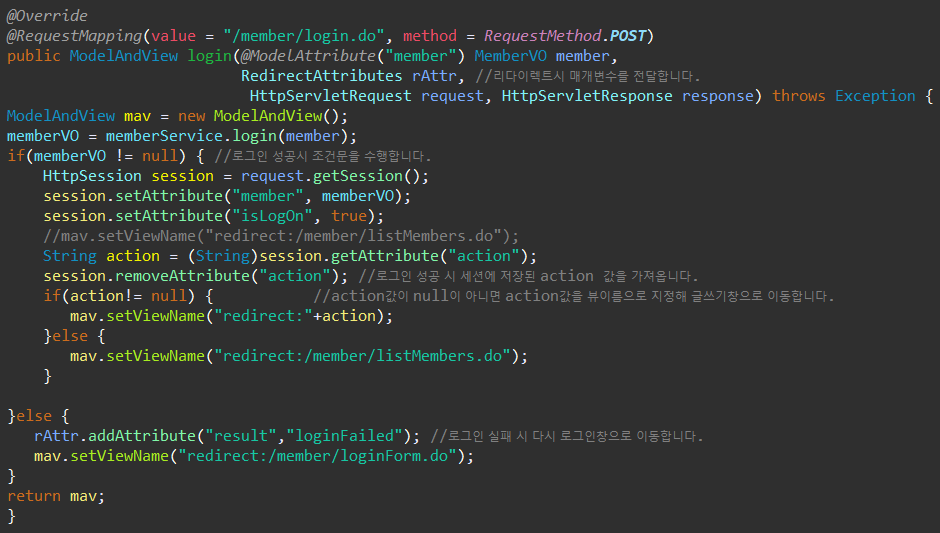 @Override
@RequestMapping(value = "/member/login.do", method = RequestMethod.POST)
public ModelAndView login(@ModelAttribute("member") MemberVO member,
RedirectAttributes rAttr, //리다이렉트시 매개변수를 전달합니다.
HttpServletRequest request, HttpServletResponse response) throws Exception {
ModelAndView mav = new ModelAndView();
memberVO = memberService.login(member);
if(memberVO != null) { //로그인 성공시 조건문을 수행합니다.
HttpSession session = request.getSession();
session.setAttribute("member", memberVO);
session.setAttribute("isLogOn", true);
//mav.setViewName("redirect:/member/listMembers.do");
String action = (String)session.getAttribute("action");
session.removeAttribute("action"); //로그인 성공 시 세션에 저장된 action 값을 가져옵니다.
if(action!= null) { //action값이 null이 아니면 action값을 뷰이름으로 지정해 글쓰기창으로 이동합니다.
mav.setViewName("redirect:"+action);
}else {
mav.setViewName("redirect:/member/listMembers.do");
}
}else {
rAttr.addAttribute("result","loginFailed"); //로그인 실패 시 다시 로그인창으로 이동합니다.
mav.setViewName("redirect:/member/loginForm.do");
}
return mav;
}